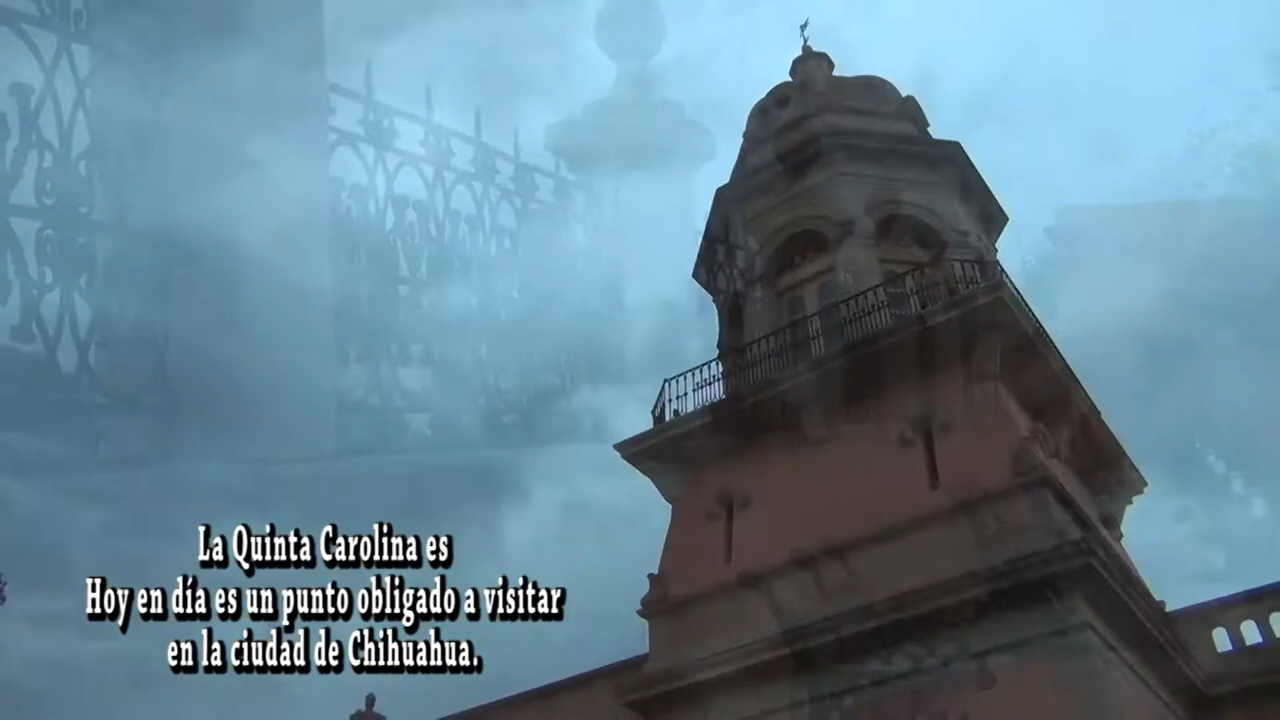 La Quinta Carolina es
Hoy en día es un punto obligado a visitar
en la ciudad de Chihuahua.